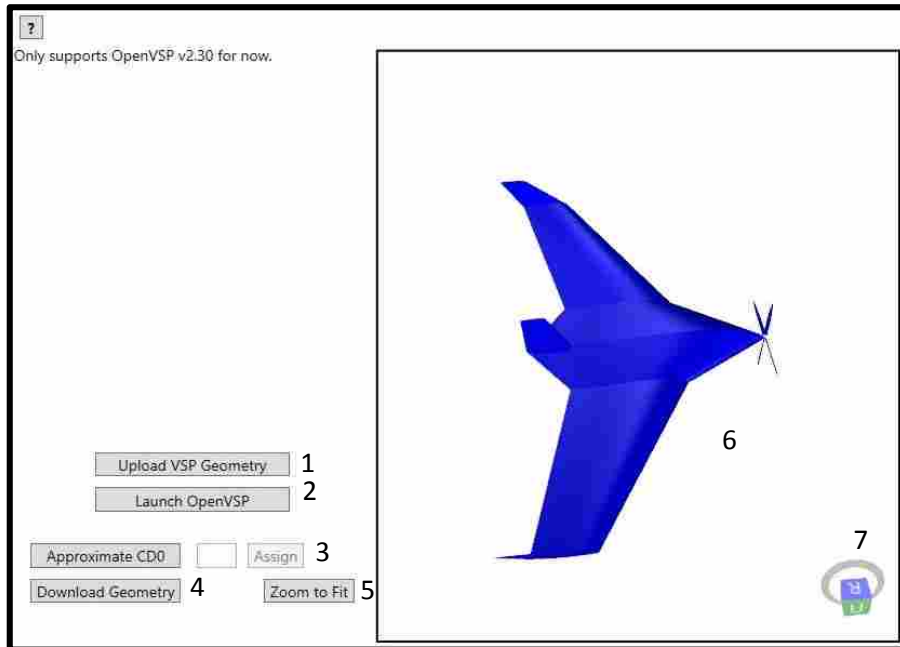 ?
Only supports OpenVSP v2.30 for now.
Upload VSP Geometry 1
Launch OpenVSP 2
Approximate CD0 Assign 3
Download Geometry 4 Zoom to Fit 5
6
7
R